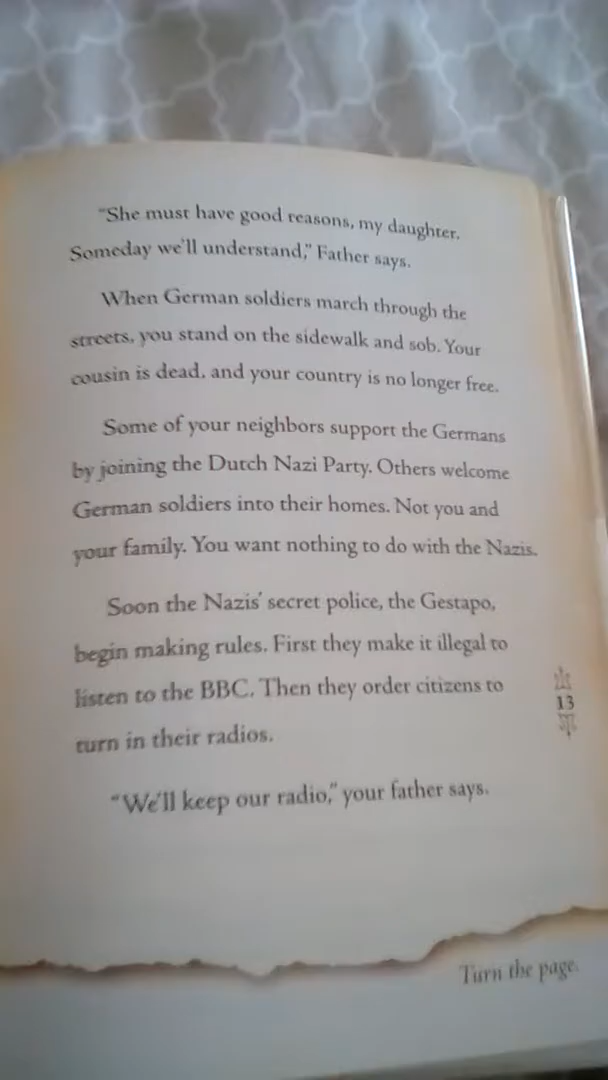 "She must have good reasons, my daughter.
Someday we'll understand," Father says.
When German soldiers march through the
streets, you stand on the sidewalk and sob. Your
cousin is dead, and your country is no longer free.
Some of your neighbors support the Germans
by joining the Dutch Nazi Party. Others welcome
German soldiers into their homes. Not you and
your family. You want nothing to do with the Nazis.
Soon the Nazis' secret police, the Gestapo,
begin making rules. First they make it illegal to
listen to the BBC. Then they order citizens to
turn in their radios.
13
"We'll keep our radio," your father says.
Turn the page.